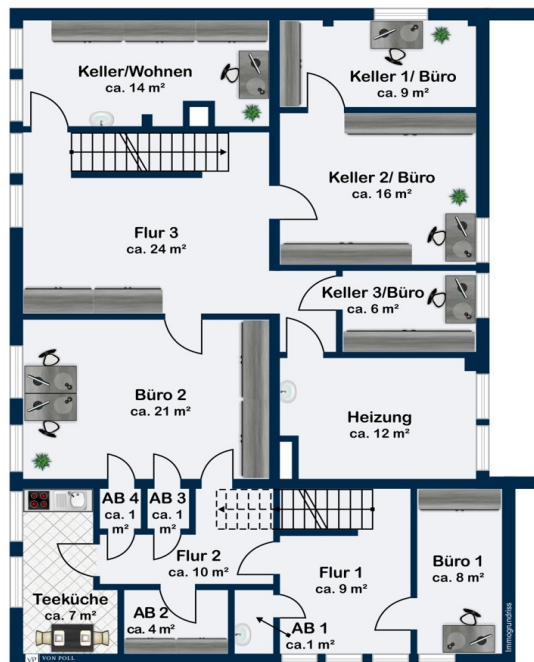 Keller/Wohnen
ca. 14 m²
Keller 1/ Büro
ca. 9 m²
Keller 2/ Büro
ca. 16 m²
Flur 3
ca. 24 m²
Keller 3/Büro
ca. 6 m²
Büro 2
ca. 21 m²
Heizung
ca. 12 m²
AB 4
ca. 1
m²
AB 3
ca. 1
m²
Flur 2
ca. 10 m²
Flur 1
ca. 9 m²
Büro 1
ca. 8 m²
Teeküche
ca. 7 m²
AB 2
ca. 4 m²
AB 1
ca.1 m²
Immogrundriss
VP VON POLL